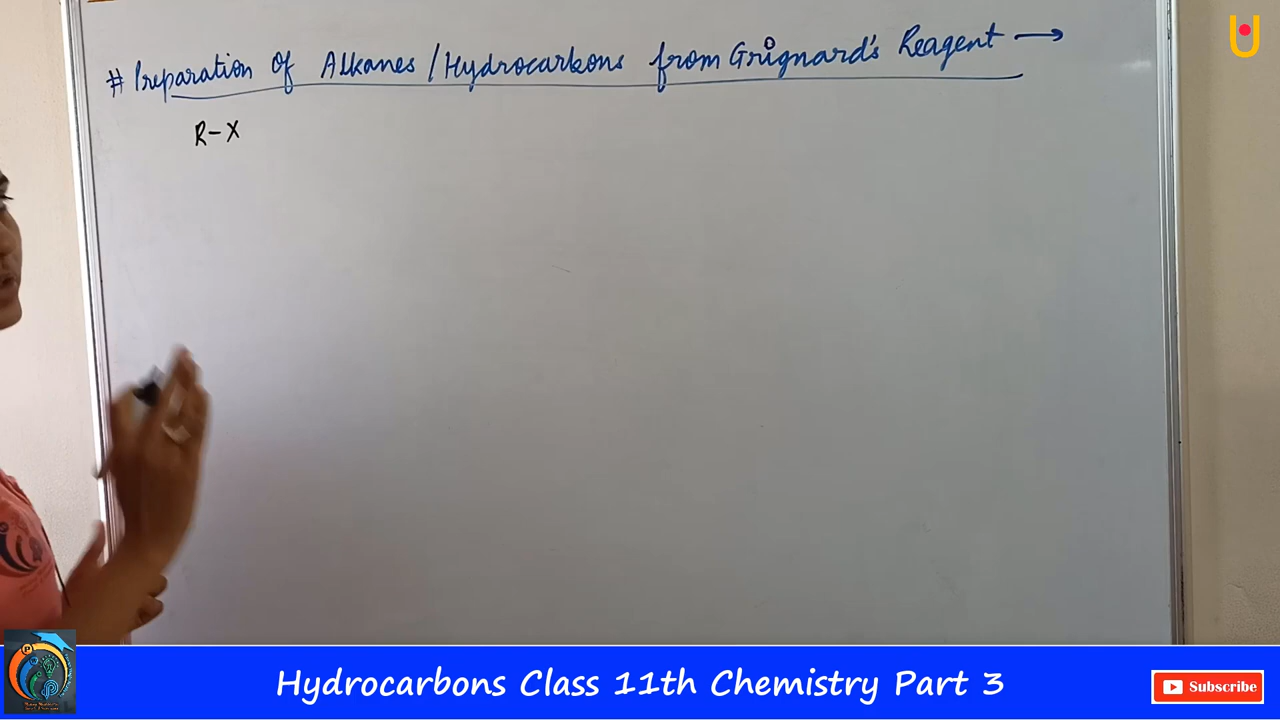 # Preparation Of Alkanes / Hydrocarbons from Grignard's Reagent →
R-X
Hydrocarbons Class 11th Chemistry Part 3
Subscribe